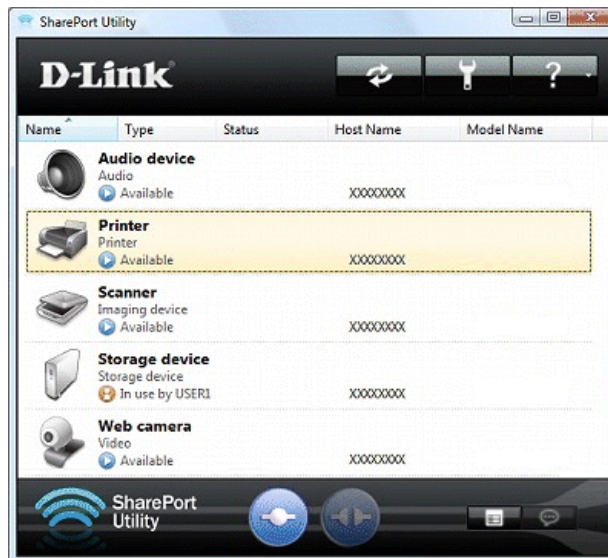 SharePort Utility
D-Link
?
Name Type Status Host Name Model Name
Audio device
Audio
Available XXXXXXXX
Printer
Printer
Available XXXXXXXX
Scanner
Imaging device
Available XXXXXXXX
Storage device
Storage device
In use by USER1 XXXXXXXX
Web camera
Video
Available XXXXXXXX
SharePort
Utility